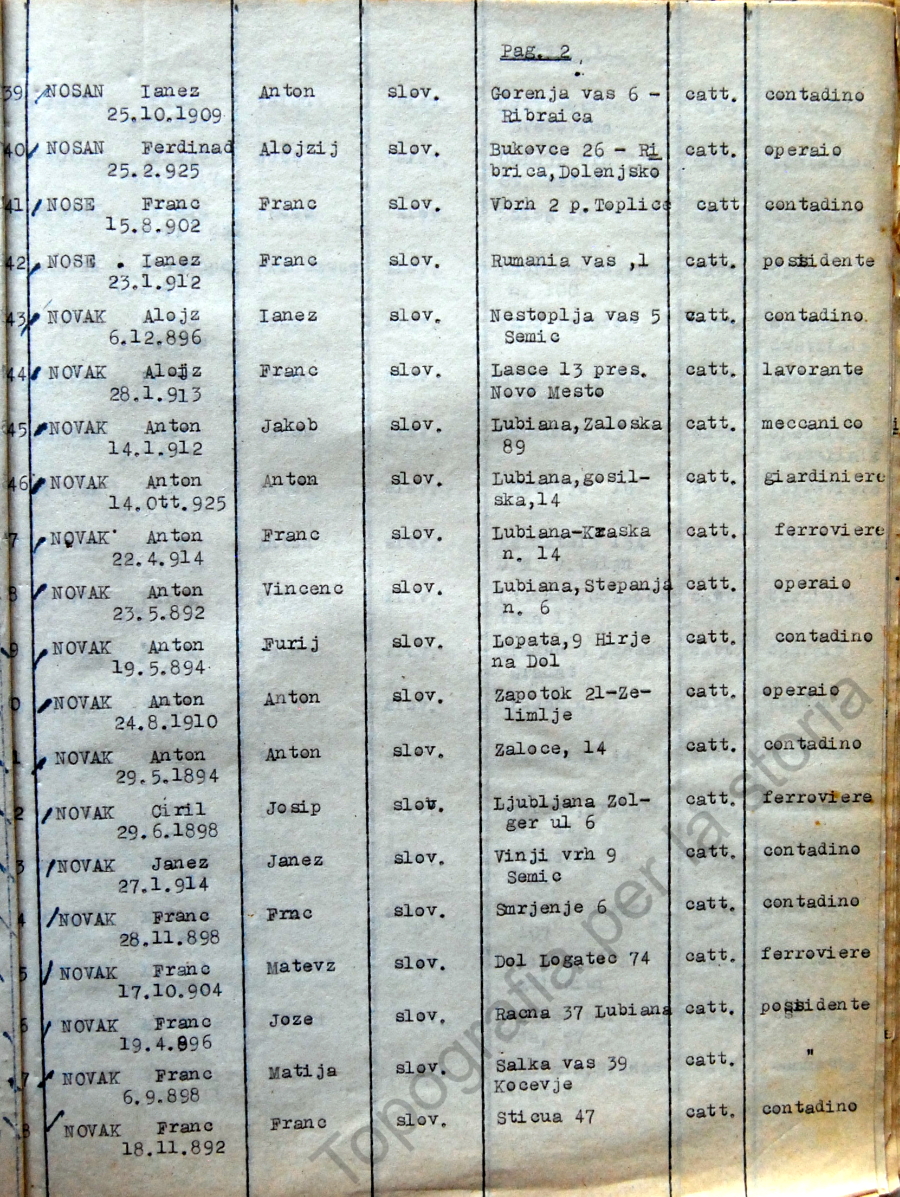 Pag. 2
39 NOSAN Ianez Anton slov. Gorenja vas 6 - catt. contadino
25.10.1909 Ribraica
40 NOSAN Ferdinad Alojzij slov. Bukovce 26 - Ri catt. operaio
25.2.925 brica,Dolenjsko
41 NOSE Franc Franc slov. Vbrh 2 p.Toplice catt contadino
15.8.902
42 NOSE . Ianez Franc slov. Rumania vas ,1 catt. possidente
23.1.912
43 NOVAK Alojz Ianez slov. Nestoplja vas 5 catt. contadino.
6.12.896 Semic
44 NOVAK Alojz Franc slov. Lasce 13 pres. catt. lavorante
28.1.913 Novo Mesto
45 NOVAK Anton Jakob slov. Lubiana,Zaloska catt. meccanico
14.1.912 89
46 NOVAK Anton Anton slov. Lubiana,gosil- catt. giardiniere
14.Ott.925 ska,14
7 NOVAK Anton Franc slov. Lubiana-Kraska catt. ferroviere
22.4.914 n. 14
8 NOVAK Anton Vincenc slov. Lubiana,Stepanja catt. operaio
23.5.892 n. 6
9 NOVAK Anton Furij slov. Lopata,9 Hirje catt. contadino
19.5.894 na Dol
0 NOVAK Anton Anton slov. Zapotok 21-Ze- catt. operaio
24.8.1910 limlje
1 NOVAK Anton Anton slov. Zaloce, 14 catt. contadino
29.5.1894
2 NOVAK Ciril Josip slov. Ljubljana Zol- catt. ferroviere
29.6.1898 ger ul 6
3 NOVAK Janez Janez slov. Vinji vrh 9 catt. contadino
27.1.914 Semic
4 NOVAK Franc Frnc slov. Smrjenje 6 catt. contadino
28.11.898
5 NOVAK Franc Matevz slov. Dol Logatec 74 catt. ferroviere
17.10.904
6 NOVAK Franc Joze slov. Racna 37 Lubiana catt. possidente
19.4.896
7 NOVAK Franc Matija slov. Salka vas 39 catt. "
6.9.898 Kocevje
8 NOVAK Franc Franc slov. Sticua 47 catt. contadino
18.11.892
Topografia per la storia